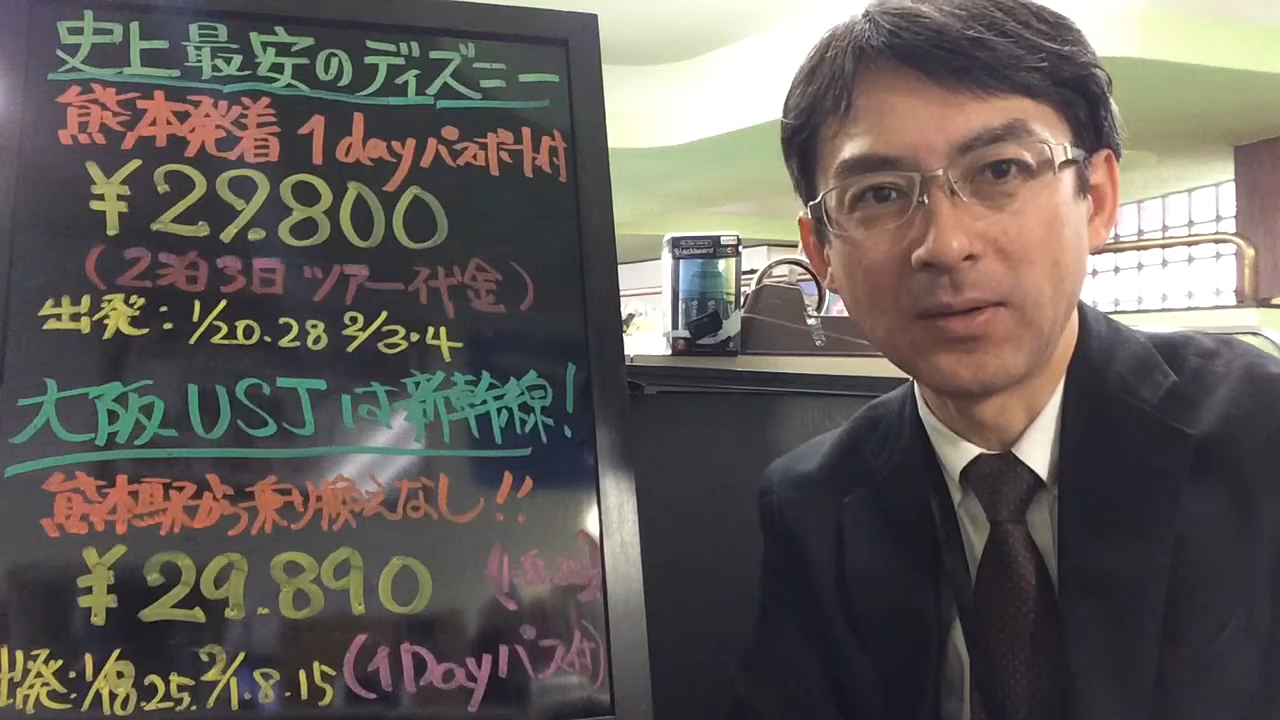 史上最安のディズニー
熊本発着 1dayパスポート付
¥29.800
(2泊3日 ツアー代金)
出発: 1/20.28 2/3・4
大阪USJは新幹線!
熊本駅から乗り換えなし!!
¥29.890
出発: 1/18.25. 2/1.8.15 (1Dayパス付)